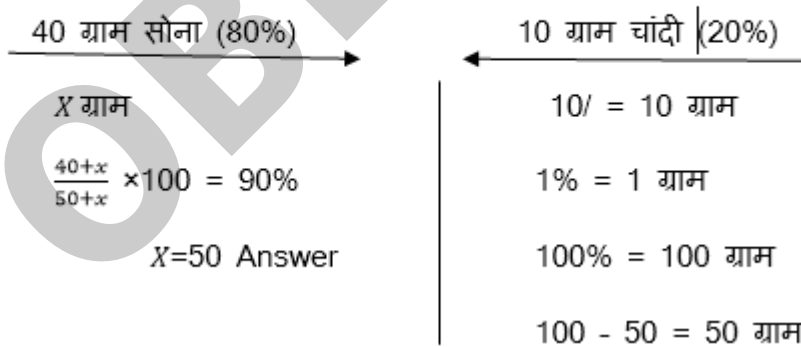 40 ग्राम सोना (80%)
10 ग्राम चांदी (20%)
X ग्राम
(40+x)/(50+x) ×100 = 90%
X=50 Answer
10/ = 10 ग्राम
1% = 1 ग्राम
100% = 100 ग्राम
100 - 50 = 50 ग्राम